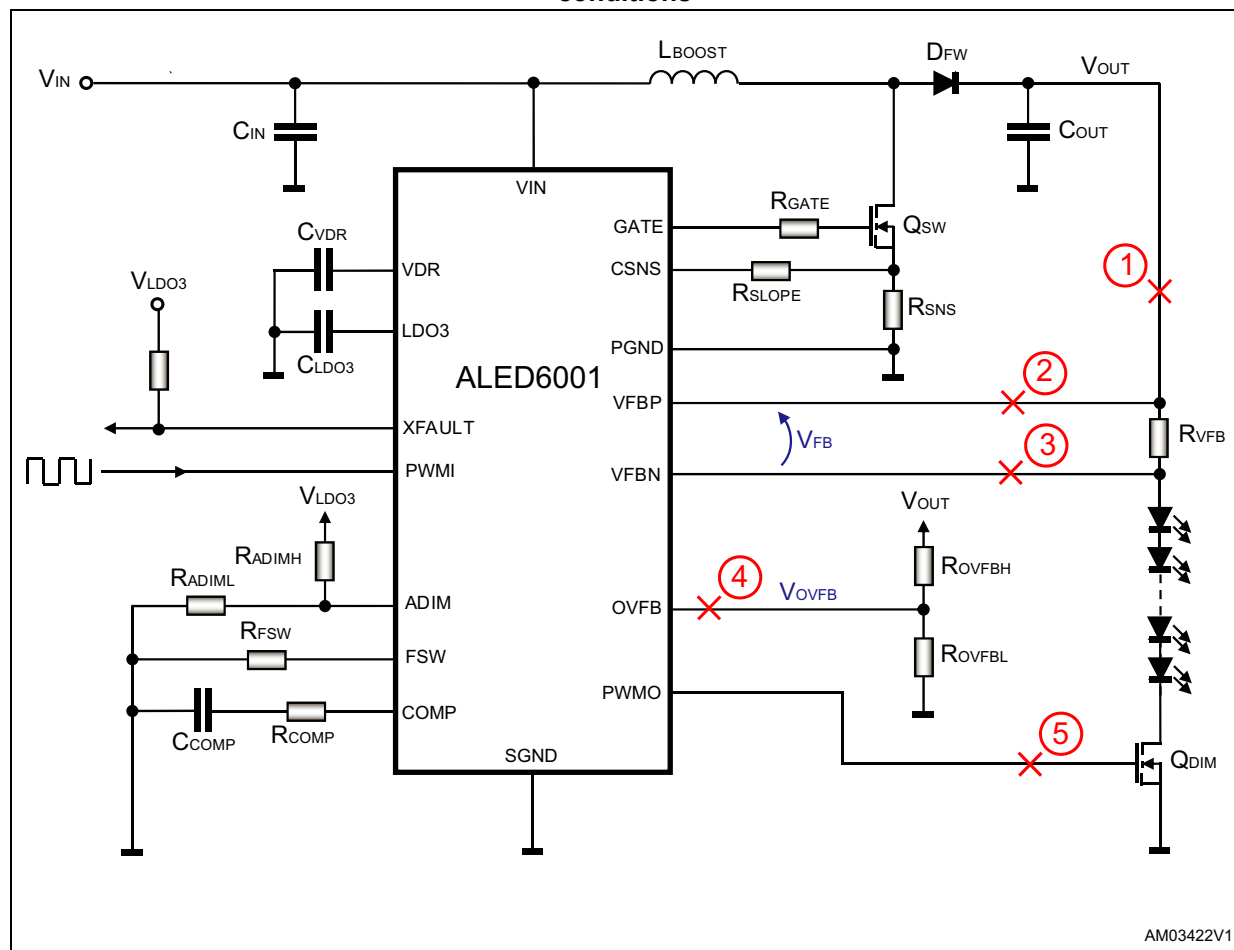 LBOOST
DFW
VIN
VOUT
CIN
COUT
VIN
RGATE
GATE
QSW
CVDR
VDR
CSNS
RSLOPE
1
VLDO3
RSNS
LDO3
CLDO3
PGND
ALED6001
2
VFBP
XFAULT
VFB
RVFB
3
PWMI
VFBN
VLDO3
VOUT
RADIMH
ROVFBH
RADIML
4
VOVFB
ADIM
OVFB
RFSW
FSW
ROVFBL
PWMO
COMP
CCOMP
RCOMP
5
SGND
QDIM
AM03422V1